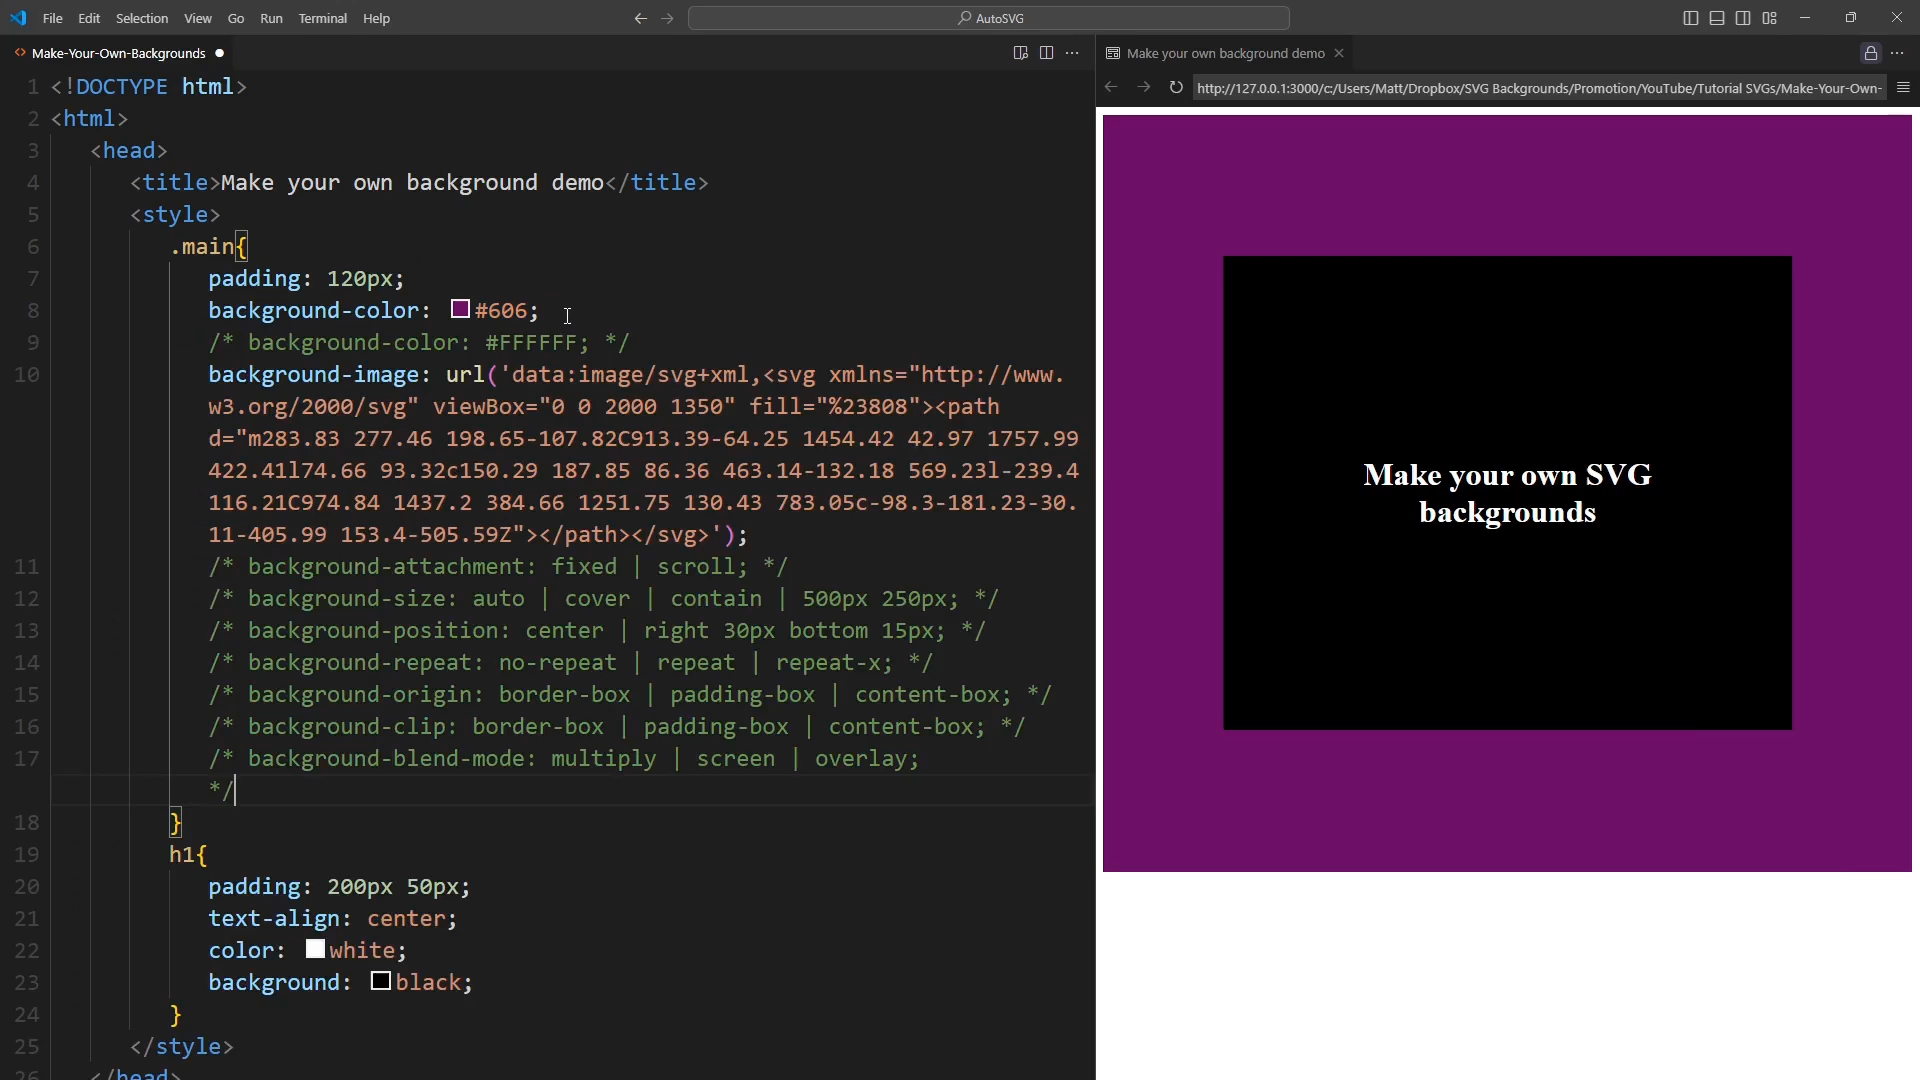 File Edit Selection View Go Run Terminal Help
AutoSVG
Make-Your-Own-Backgrounds
1 <!DOCTYPE html>
2 <html>
3 <head>
4 <title>Make your own background demo</title>
5 <style>
6 .main{
7 padding: 120px;
8 background-color: #606;
9 /* background-color: #FFFFFF; */
10 background-image: url('data:image/svg+xml,<svg xmlns="http://www.
w3.org/2000/svg" viewBox="0 0 2000 1350" fill="%23808"><path
d="m283.83 277.46 198.65-107.82C913.39-64.25 1454.42 42.97 1757.99
422.41l74.66 93.32c150.29 187.85 86.36 463.14-132.18 569.23l-239.4
116.21C974.84 1437.2 384.66 1251.75 130.43 783.05c-98.3-181.23-30.
11-405.99 153.4-505.59Z"></path></svg>');
11 /* background-attachment: fixed | scroll; */
12 /* background-size: auto | cover | contain | 500px 250px; */
13 /* background-position: center | right 30px bottom 15px; */
14 /* background-repeat: no-repeat | repeat | repeat-x; */
15 /* background-origin: border-box | padding-box | content-box; */
16 /* background-clip: border-box | padding-box | content-box; */
17 /* background-blend-mode: multiply | screen | overlay;
*/
18 }
19 h1{
20 padding: 200px 50px;
21 text-align: center;
22 color: white;
23 background: black;
24 }
25 </style>
26 </head>
Make your own background demo
http://127.0.0.1:3000/c:/Users/Matt/Dropbox/SVG Backgrounds/Promotion/YouTube/Tutorial SVGs/Make-Your-Own-
Make your own SVG
backgrounds